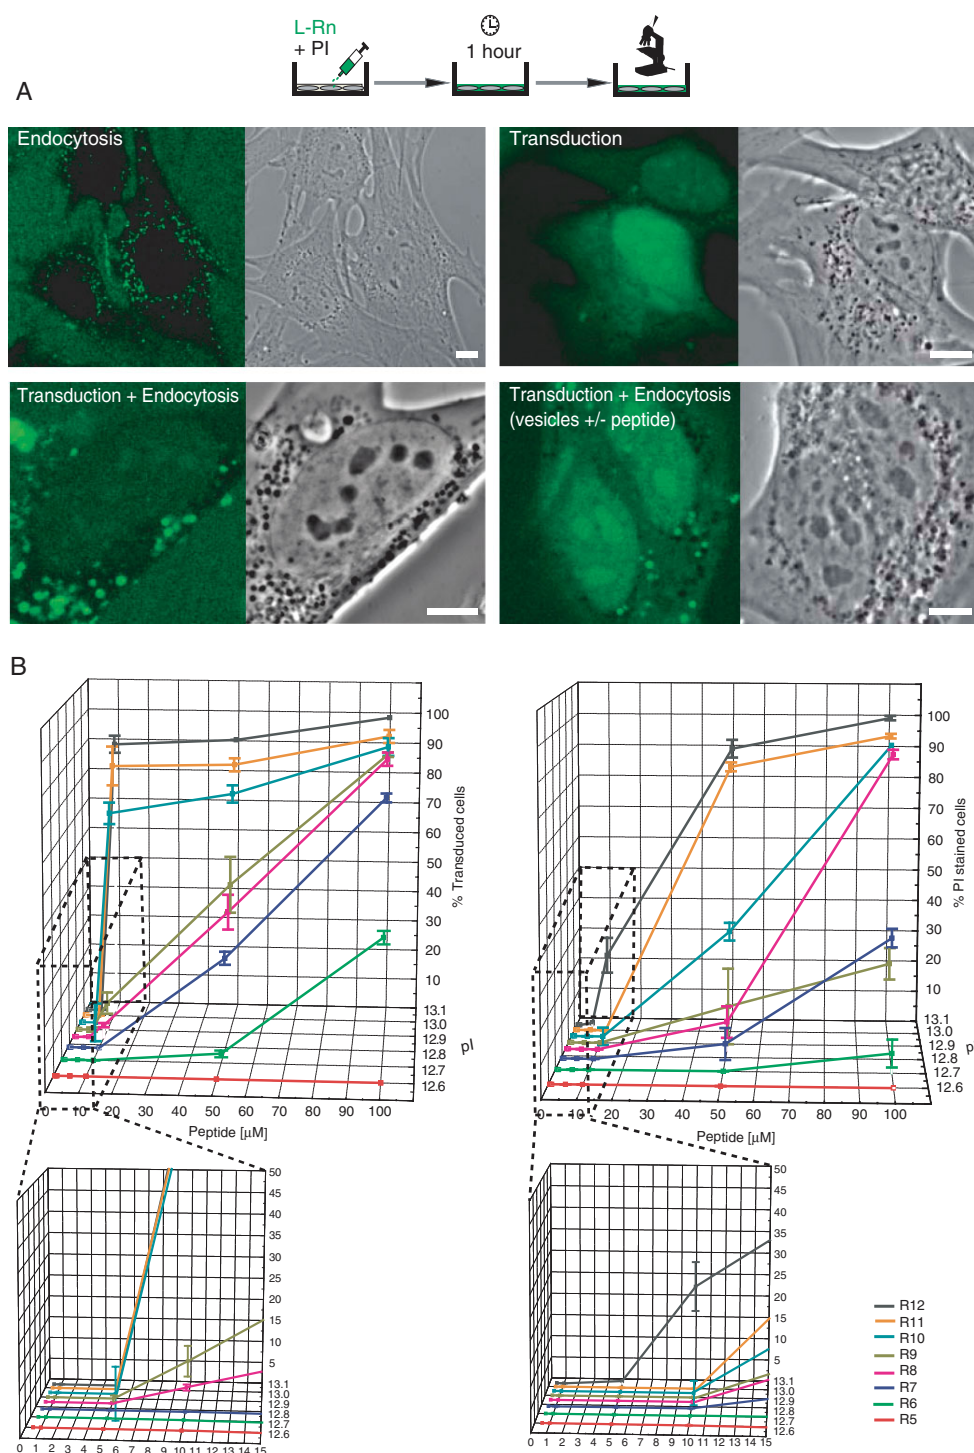 L-Rn
+ PI
1 hour
A
Endocytosis
Transduction
Transduction + Endocytosis
Transduction + Endocytosis
(vesicles +/- peptide)
B
100
90
80
70
60
50
40
30
20
10
13.1
13.0
12.9
12.8
12.7
12.6
% Transduced cells
pI
0 10 20 30 40 50 60 70 80 90 100
Peptide [µM]
100
90
80
70
60
50
40
30
20
10
13.1
13.0
12.9
12.8
12.7
12.6
% PI stained cells
p
0 10 20 30 40 50 60 70 80 90 100
Peptide [µM]
50
45
40
35
30
25
20
15
10
5
13.1
13.0
12.9
12.8
12.7
12.6
0 1 2 3 4 5 6 7 8 9 10 11 12 13 14 15
50
45
40
35
30
25
20
15
10
5
13.1
13.0
12.9
12.8
12.7
12.6
0 1 2 3 4 5 6 7 8 9 10 11 12 13 14 15
R12
R11
R10
R9
R8
R7
R6
R5